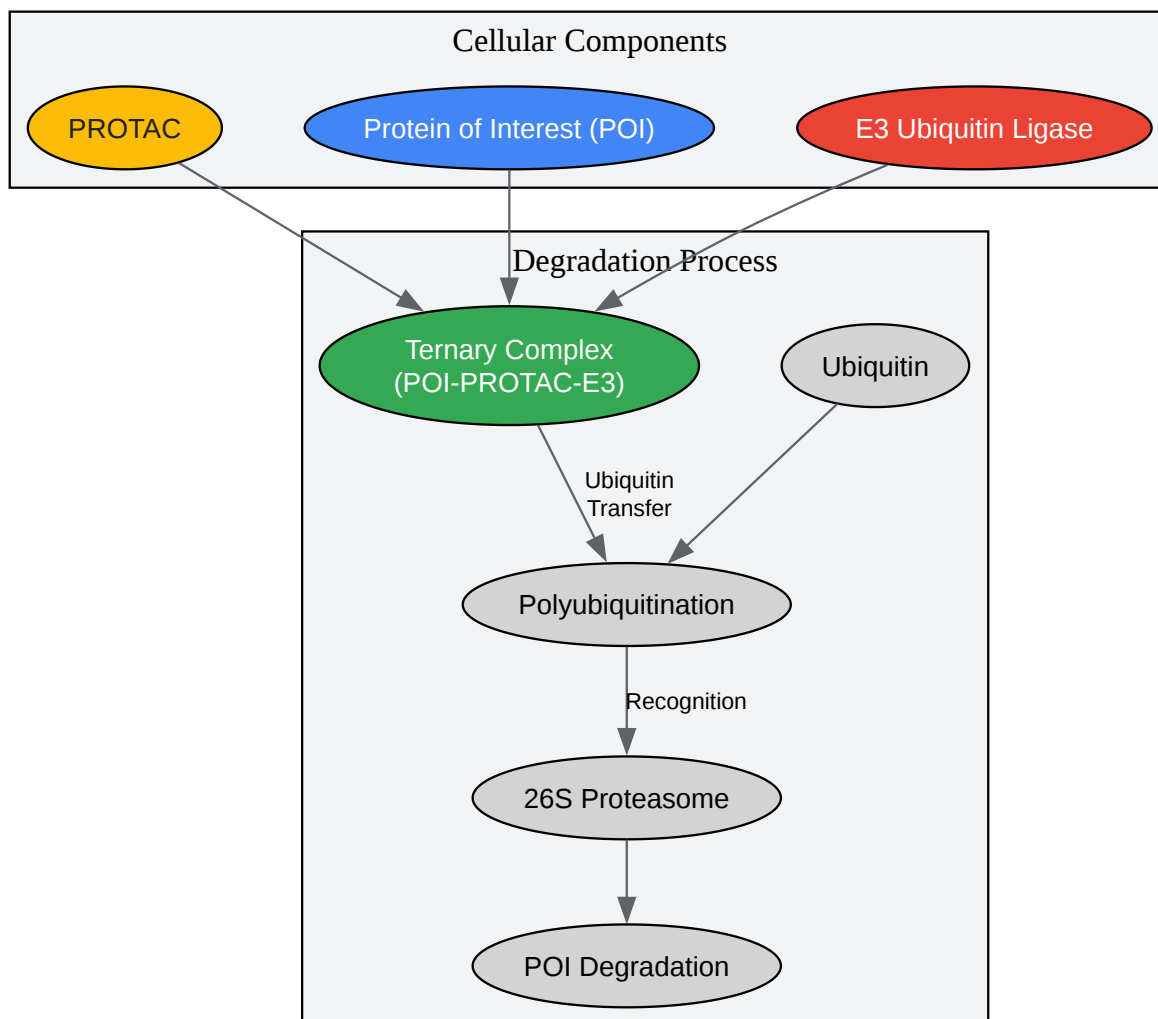 Cellular Components
PROTAC
Protein of Interest (POI)
E3 Ubiquitin Ligase
Degradation Process
Ternary Complex
(POI-PROTAC-E3)
Ubiquitin
Ubiquitin
Transfer
Polyubiquitination
Recognition
26S Proteasome
POI Degradation